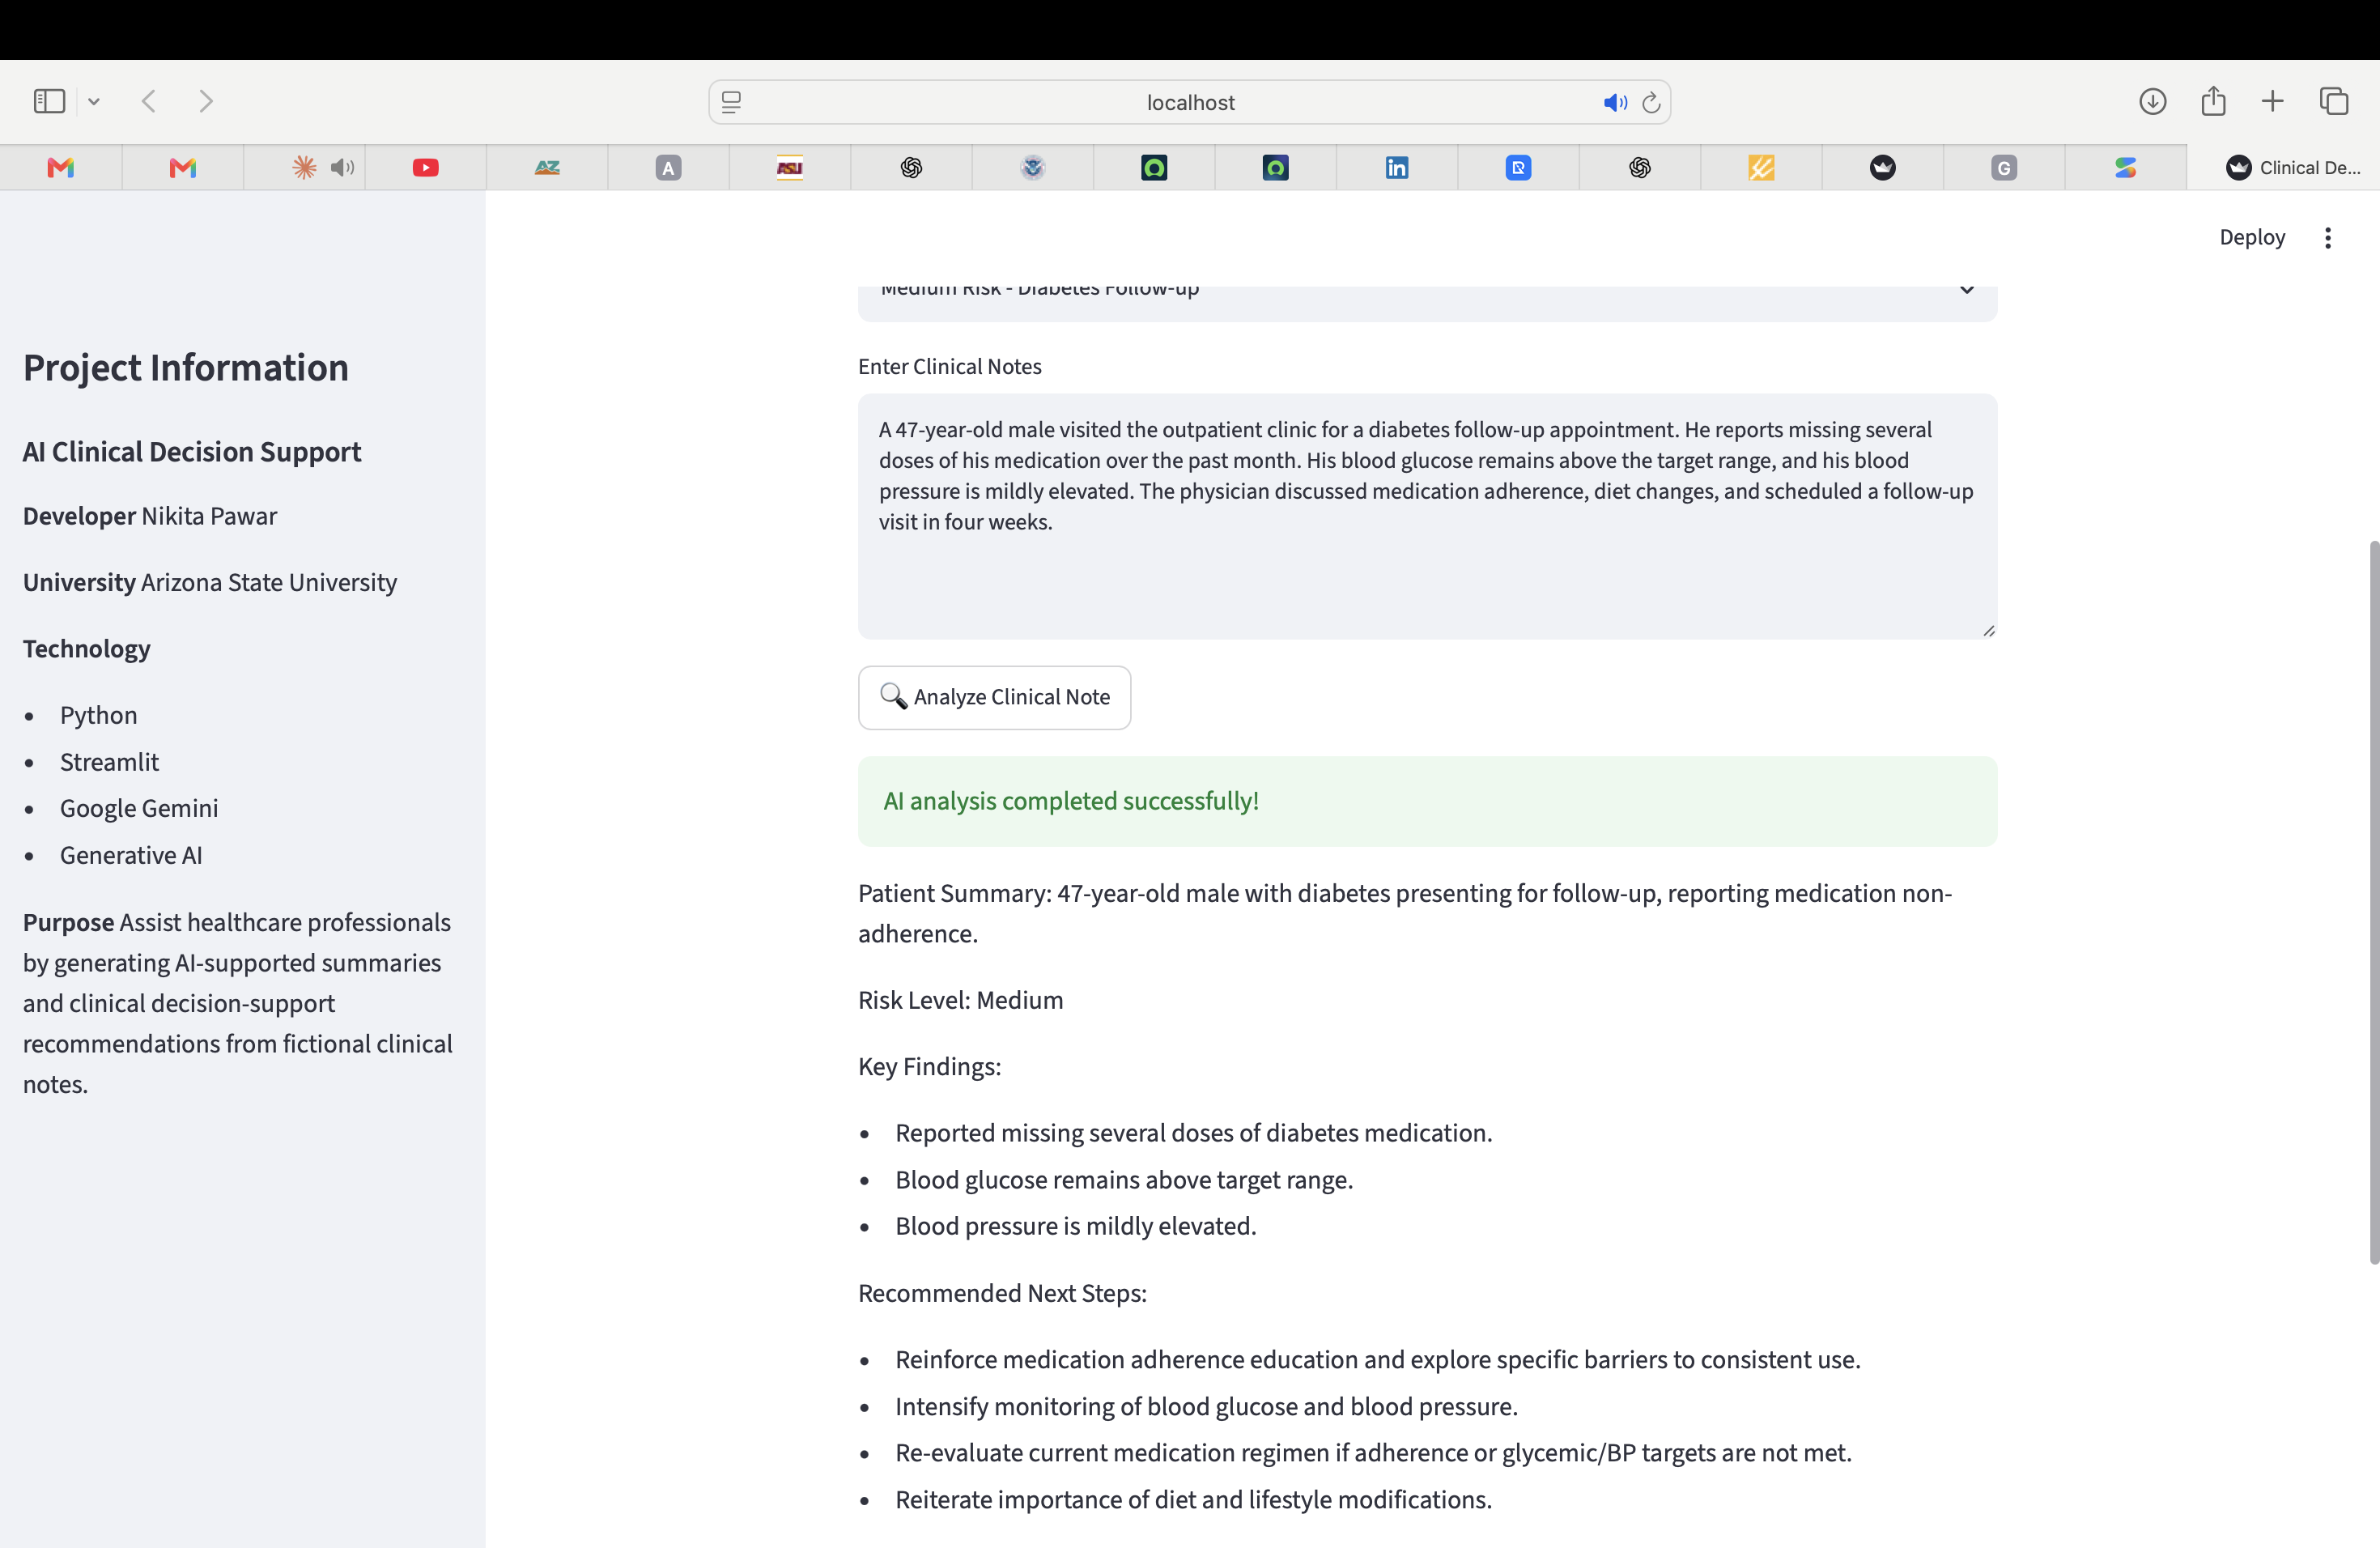 localhost
A
ASU
in
G
Clinical De...
Deploy
Project Information
AI Clinical Decision Support
Developer Nikita Pawar
University Arizona State University
Technology
• Python
• Streamlit
• Google Gemini
• Generative AI
Purpose Assist healthcare professionals
by generating AI-supported summaries
and clinical decision-support
recommendations from fictional clinical
notes.
Medium Risk - Diabetes Follow-up
Enter Clinical Notes
A 47-year-old male visited the outpatient clinic for a diabetes follow-up appointment. He reports missing several
doses of his medication over the past month. His blood glucose remains above the target range, and his blood
pressure is mildly elevated. The physician discussed medication adherence, diet changes, and scheduled a follow-up
visit in four weeks.
Analyze Clinical Note
AI analysis completed successfully!
Patient Summary: 47-year-old male with diabetes presenting for follow-up, reporting medication non-
adherence.
Risk Level: Medium
Key Findings:
• Reported missing several doses of diabetes medication.
• Blood glucose remains above target range.
• Blood pressure is mildly elevated.
Recommended Next Steps:
• Reinforce medication adherence education and explore specific barriers to consistent use.
• Intensify monitoring of blood glucose and blood pressure.
• Re-evaluate current medication regimen if adherence or glycemic/BP targets are not met.
• Reiterate importance of diet and lifestyle modifications.